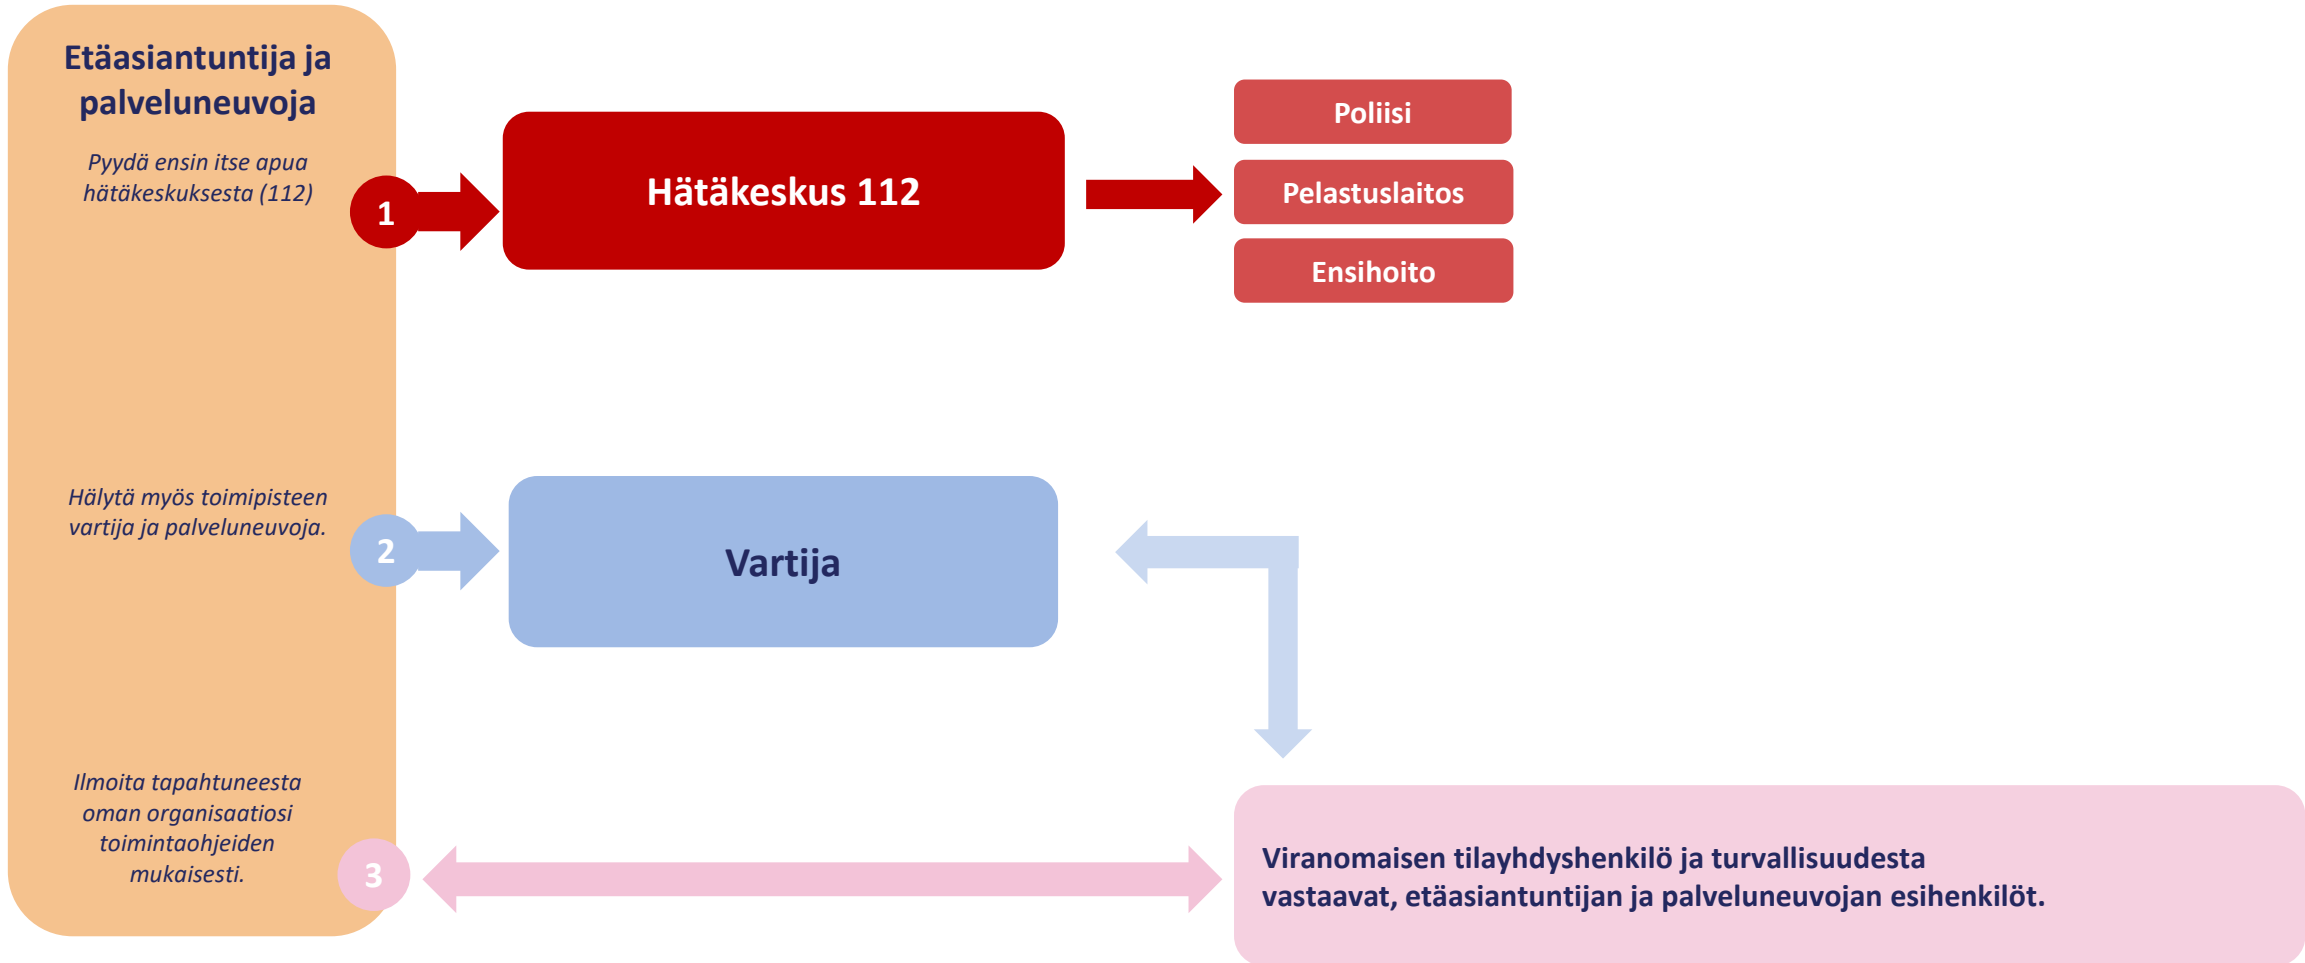 Etäasiantuntija ja
palveluneuvoja
Pyydä ensin itse apua
hätäkeskuksesta (112)
1
Hätäkeskus 112
Poliisi
Pelastuslaitos
Ensihoito
Hälytä myös toimipisteen
vartija ja palveluneuvoja.
2
Vartija
Ilmoita tapahtuneesta
oman organisaatiosi
toimintaohjeiden
mukaisesti.
3
Viranomaisen tilayhdyshenkilö ja turvallisuudesta
vastaavat, etäasiantuntijan ja palveluneuvojan esihenkilöt.